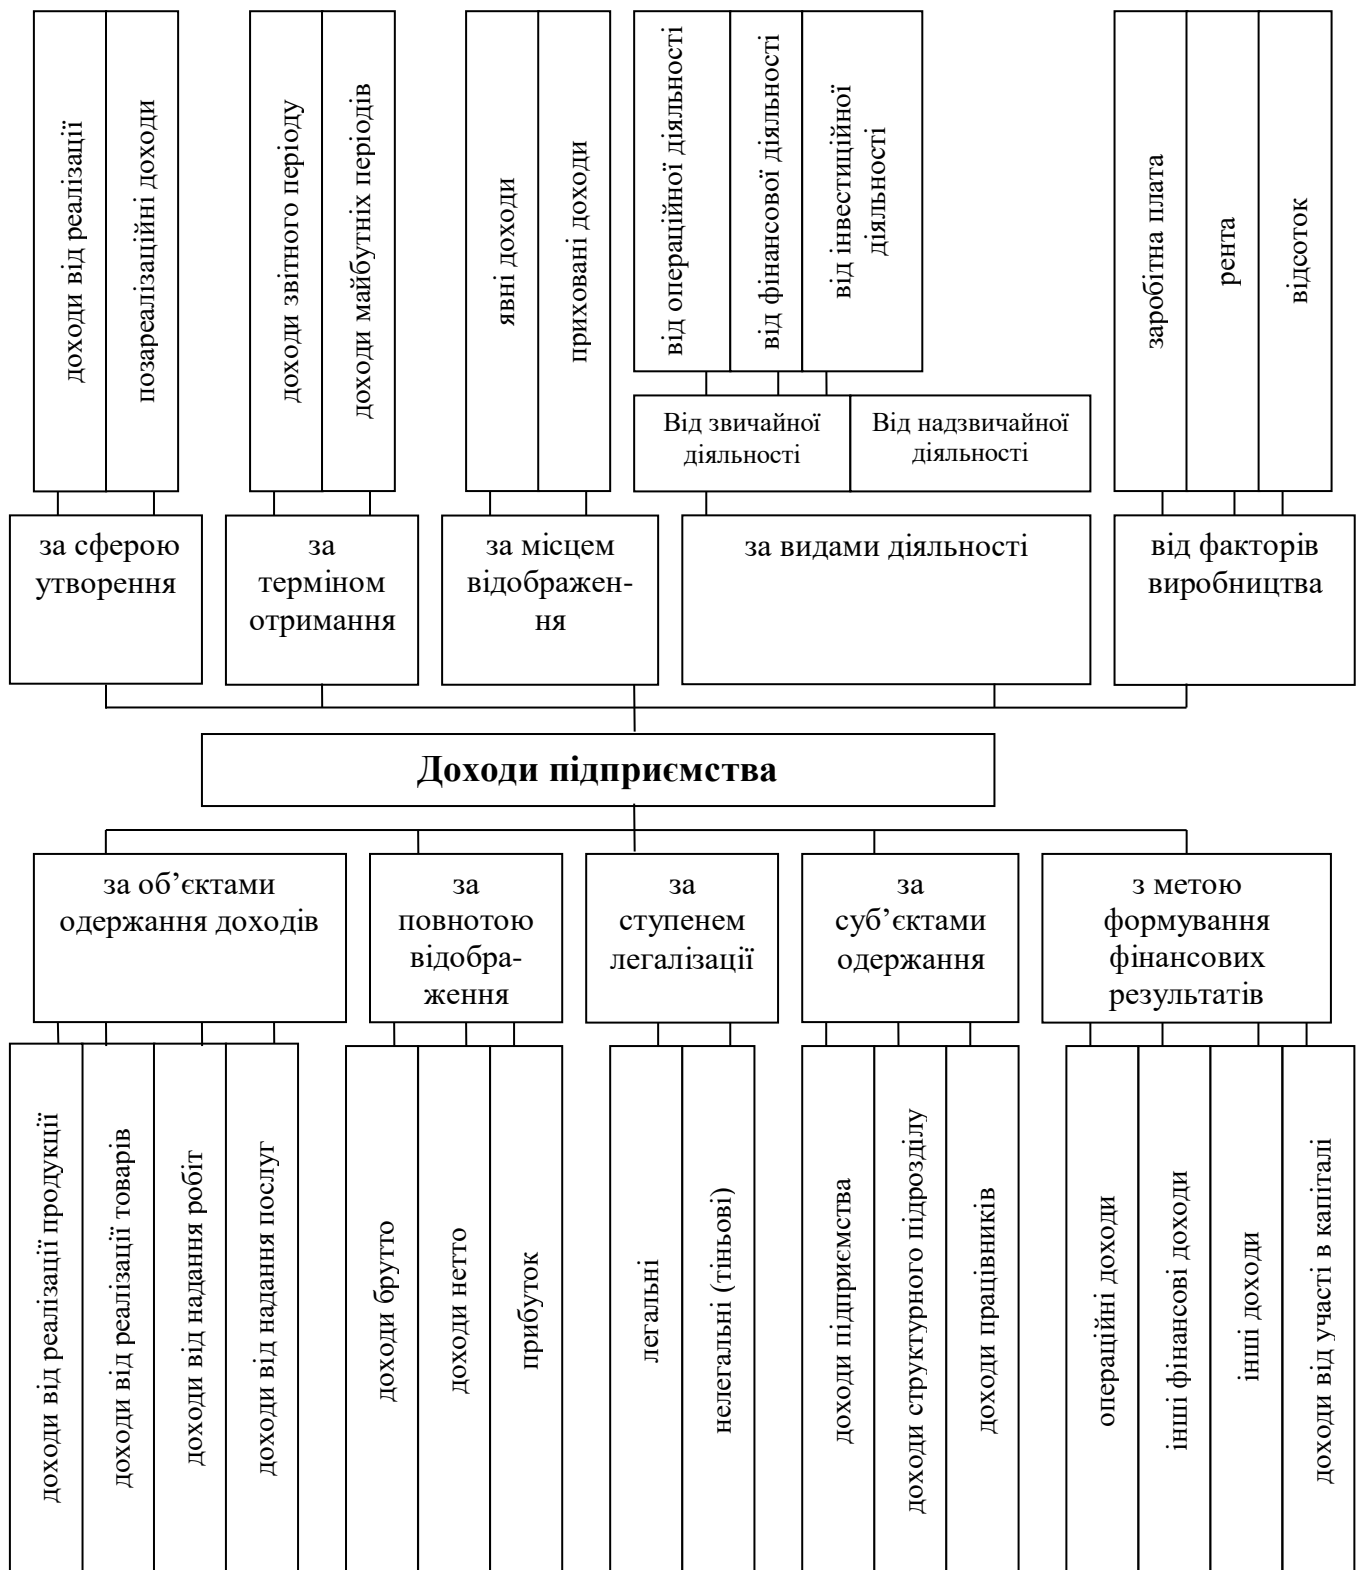 доходи від реалізації
позареалізаційні доходи
доходи звітного періоду
доходи майбутніх періодів
явні доходи
приховані доходи
від операційної діяльності
від фінансової діяльності
від інвестиційної
діяльності
заробітна плата
рента
відсоток
Від звичайної
діяльності
Від надзвичайної
діяльності
за сферою
утворення
за
терміном
отримання
за місцем
відображен-
ня
за видами діяльності
від факторів
виробництва
Доходи підприємства
за об’єктами
одержання доходів
за
повнотою
відобра-
ження
за
ступенем
легалізації
за
суб’єктами
одержання
з метою
формування
фінансових
результатів
доходи від реалізації продукції
доходи від реалізації товарів
доходи від надання робіт
доходи від надання послуг
доходи брутто
доходи нетто
прибуток
легальні
нелегальні (тіньові)
доходи підприємства
доходи структурного підрозділу
доходи працівників
операційні доходи
інші фінансові доходи
інші доходи
доходи від участі в капіталі